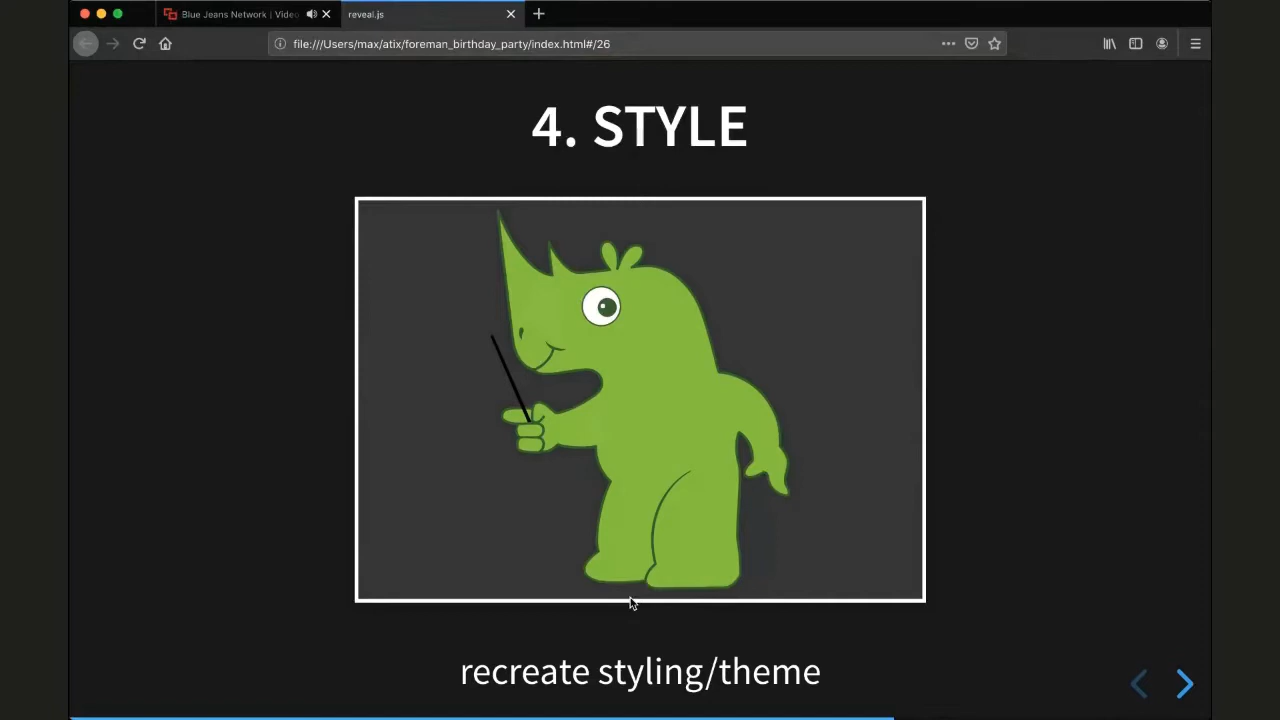 Blue Jeans Network | Video
reveal.js
file:///Users/max/atix/foreman_birthday_party/index.html#/26
4. STYLE
recreate styling/theme